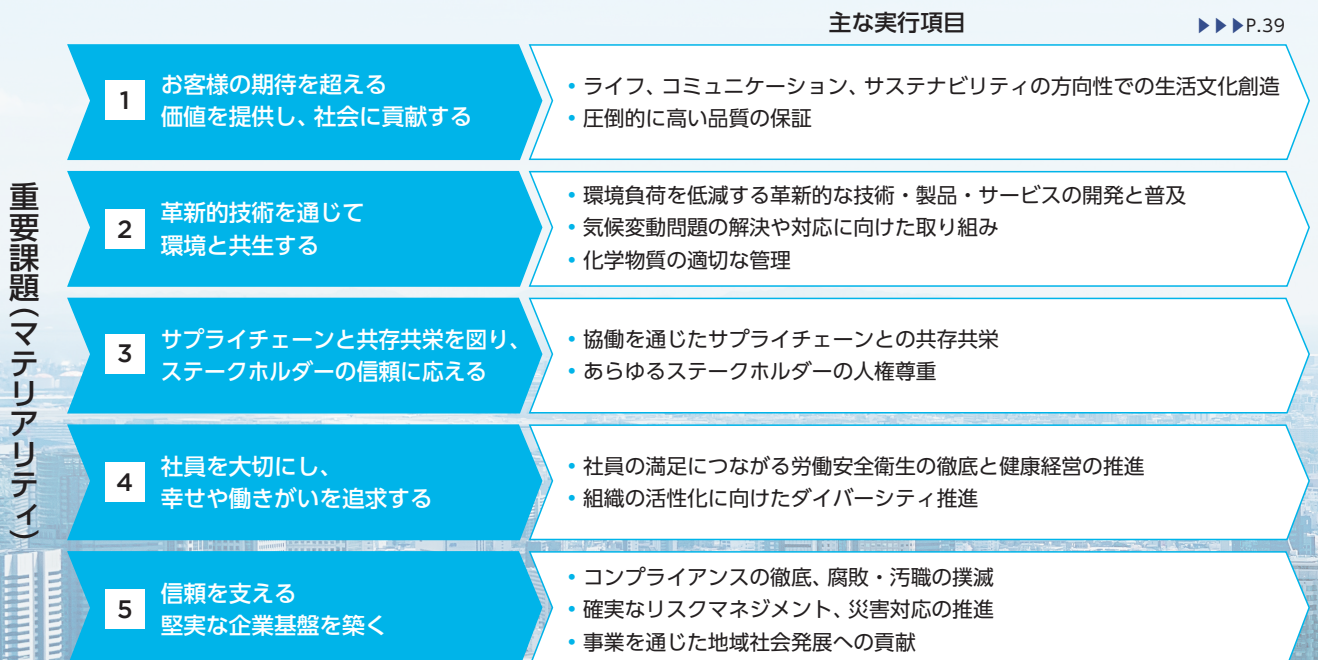 主な実行項目
▶▶▶P.39
重要課題(マテリアリティ)
1
お客様の期待を超える
価値を提供し、社会に貢献する
・ライフ、コミュニケーション、サステナビリティの方向性での生活文化創造
・圧倒的に高い品質の保証
2
革新的技術を通じて
環境と共生する
・環境負荷を低減する革新的な技術・製品・サービスの開発と普及
・気候変動問題の解決や対応に向けた取り組み
・化学物質の適切な管理
3
サプライチェーンと共存共栄を図り、
ステークホルダーの信頼に応える
・協働を通じたサプライチェーンとの共存共栄
・あらゆるステークホルダーの人権尊重
4
社員を大切にし、
幸せや働きがいを追求する
・社員の満足につながる労働安全衛生の徹底と健康経営の推進
・組織の活性化に向けたダイバーシティ推進
5
信頼を支える
堅実な企業基盤を築く
・コンプライアンスの徹底、腐敗・汚職の撲滅
・確実なリスクマネジメント、災害対応の推進
・事業を通じた地域社会発展への貢献